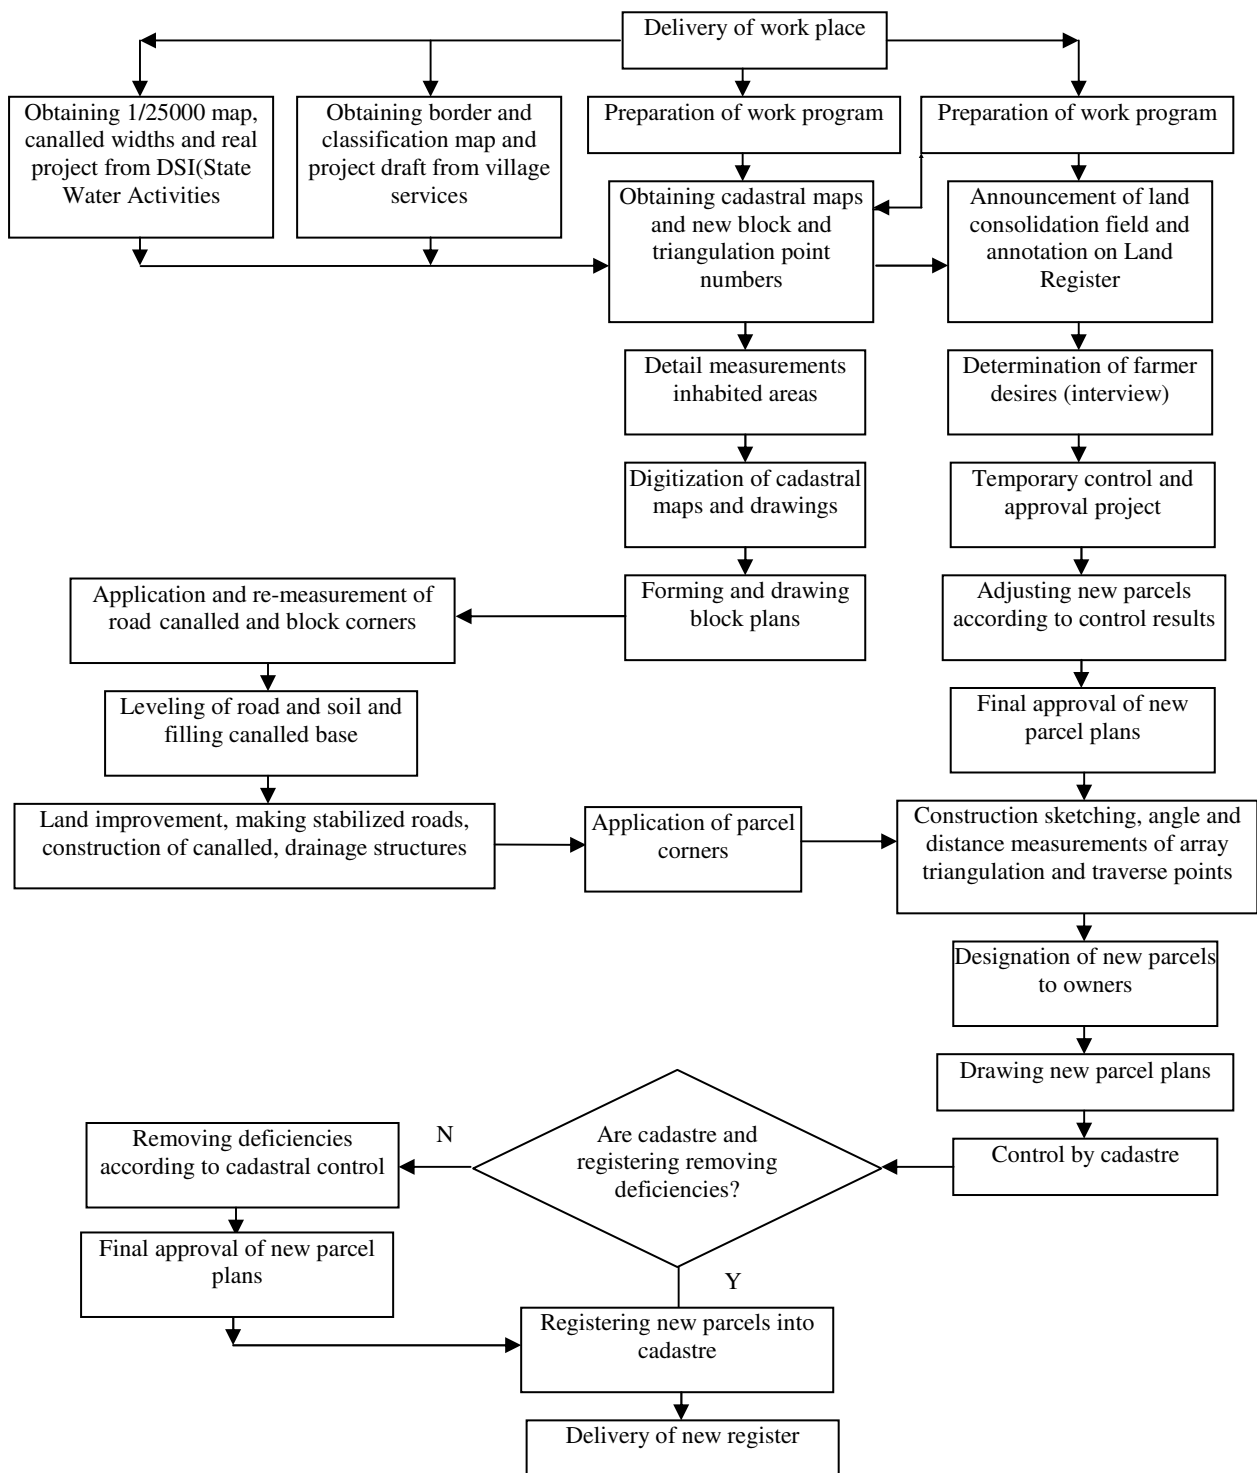 Delivery of work place
Obtaining 1/25000 map,
canalled widths and real
project from DSI(State
Water Activities
Obtaining border and
classification map and
project draft from village
services
Preparation of work program
Preparation of work program
Obtaining cadastral maps
and new block and
triangulation point
numbers
Announcement of land
consolidation field and
annotation on Land
Register
Detail measurements
inhabited areas
Determination of farmer
desires (interview)
Digitization of cadastral
maps and drawings
Temporary control and
approval project
Application and re-measurement of
road canalled and block corners
Forming and drawing
block plans
Adjusting new parcels
according to control results
Leveling of road and soil and
filling canalled base
Final approval of new
parcel plans
Land improvement, making stabilized roads,
construction of canalled, drainage structures
Application of parcel
corners
Construction sketching, angle and
distance measurements of array
triangulation and traverse points
Designation of new parcels
to owners
Drawing new parcel plans
Control by cadastre
Are cadastre and
registering removing
deficiencies?
N
Removing deficiencies
according to cadastral control
Final approval of new parcel
plans
Y
Registering new parcels into
cadastre
Delivery of new register